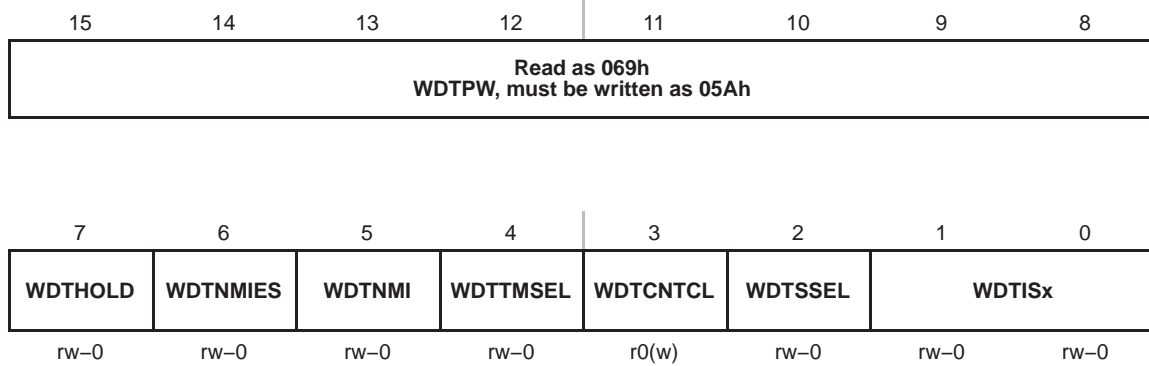 15 14 13 12 11 10 9 8
Read as 069h
WDTPW, must be written as 05Ah
7 6 5 4 3 2 1 0
WDTHOLD WDTNMIES WDTNMI WDTTMSEL WDTCNTCL WDTSSEL WDTISx
rw−0 rw−0 rw−0 rw−0 r0(w) rw−0 rw−0 rw−0